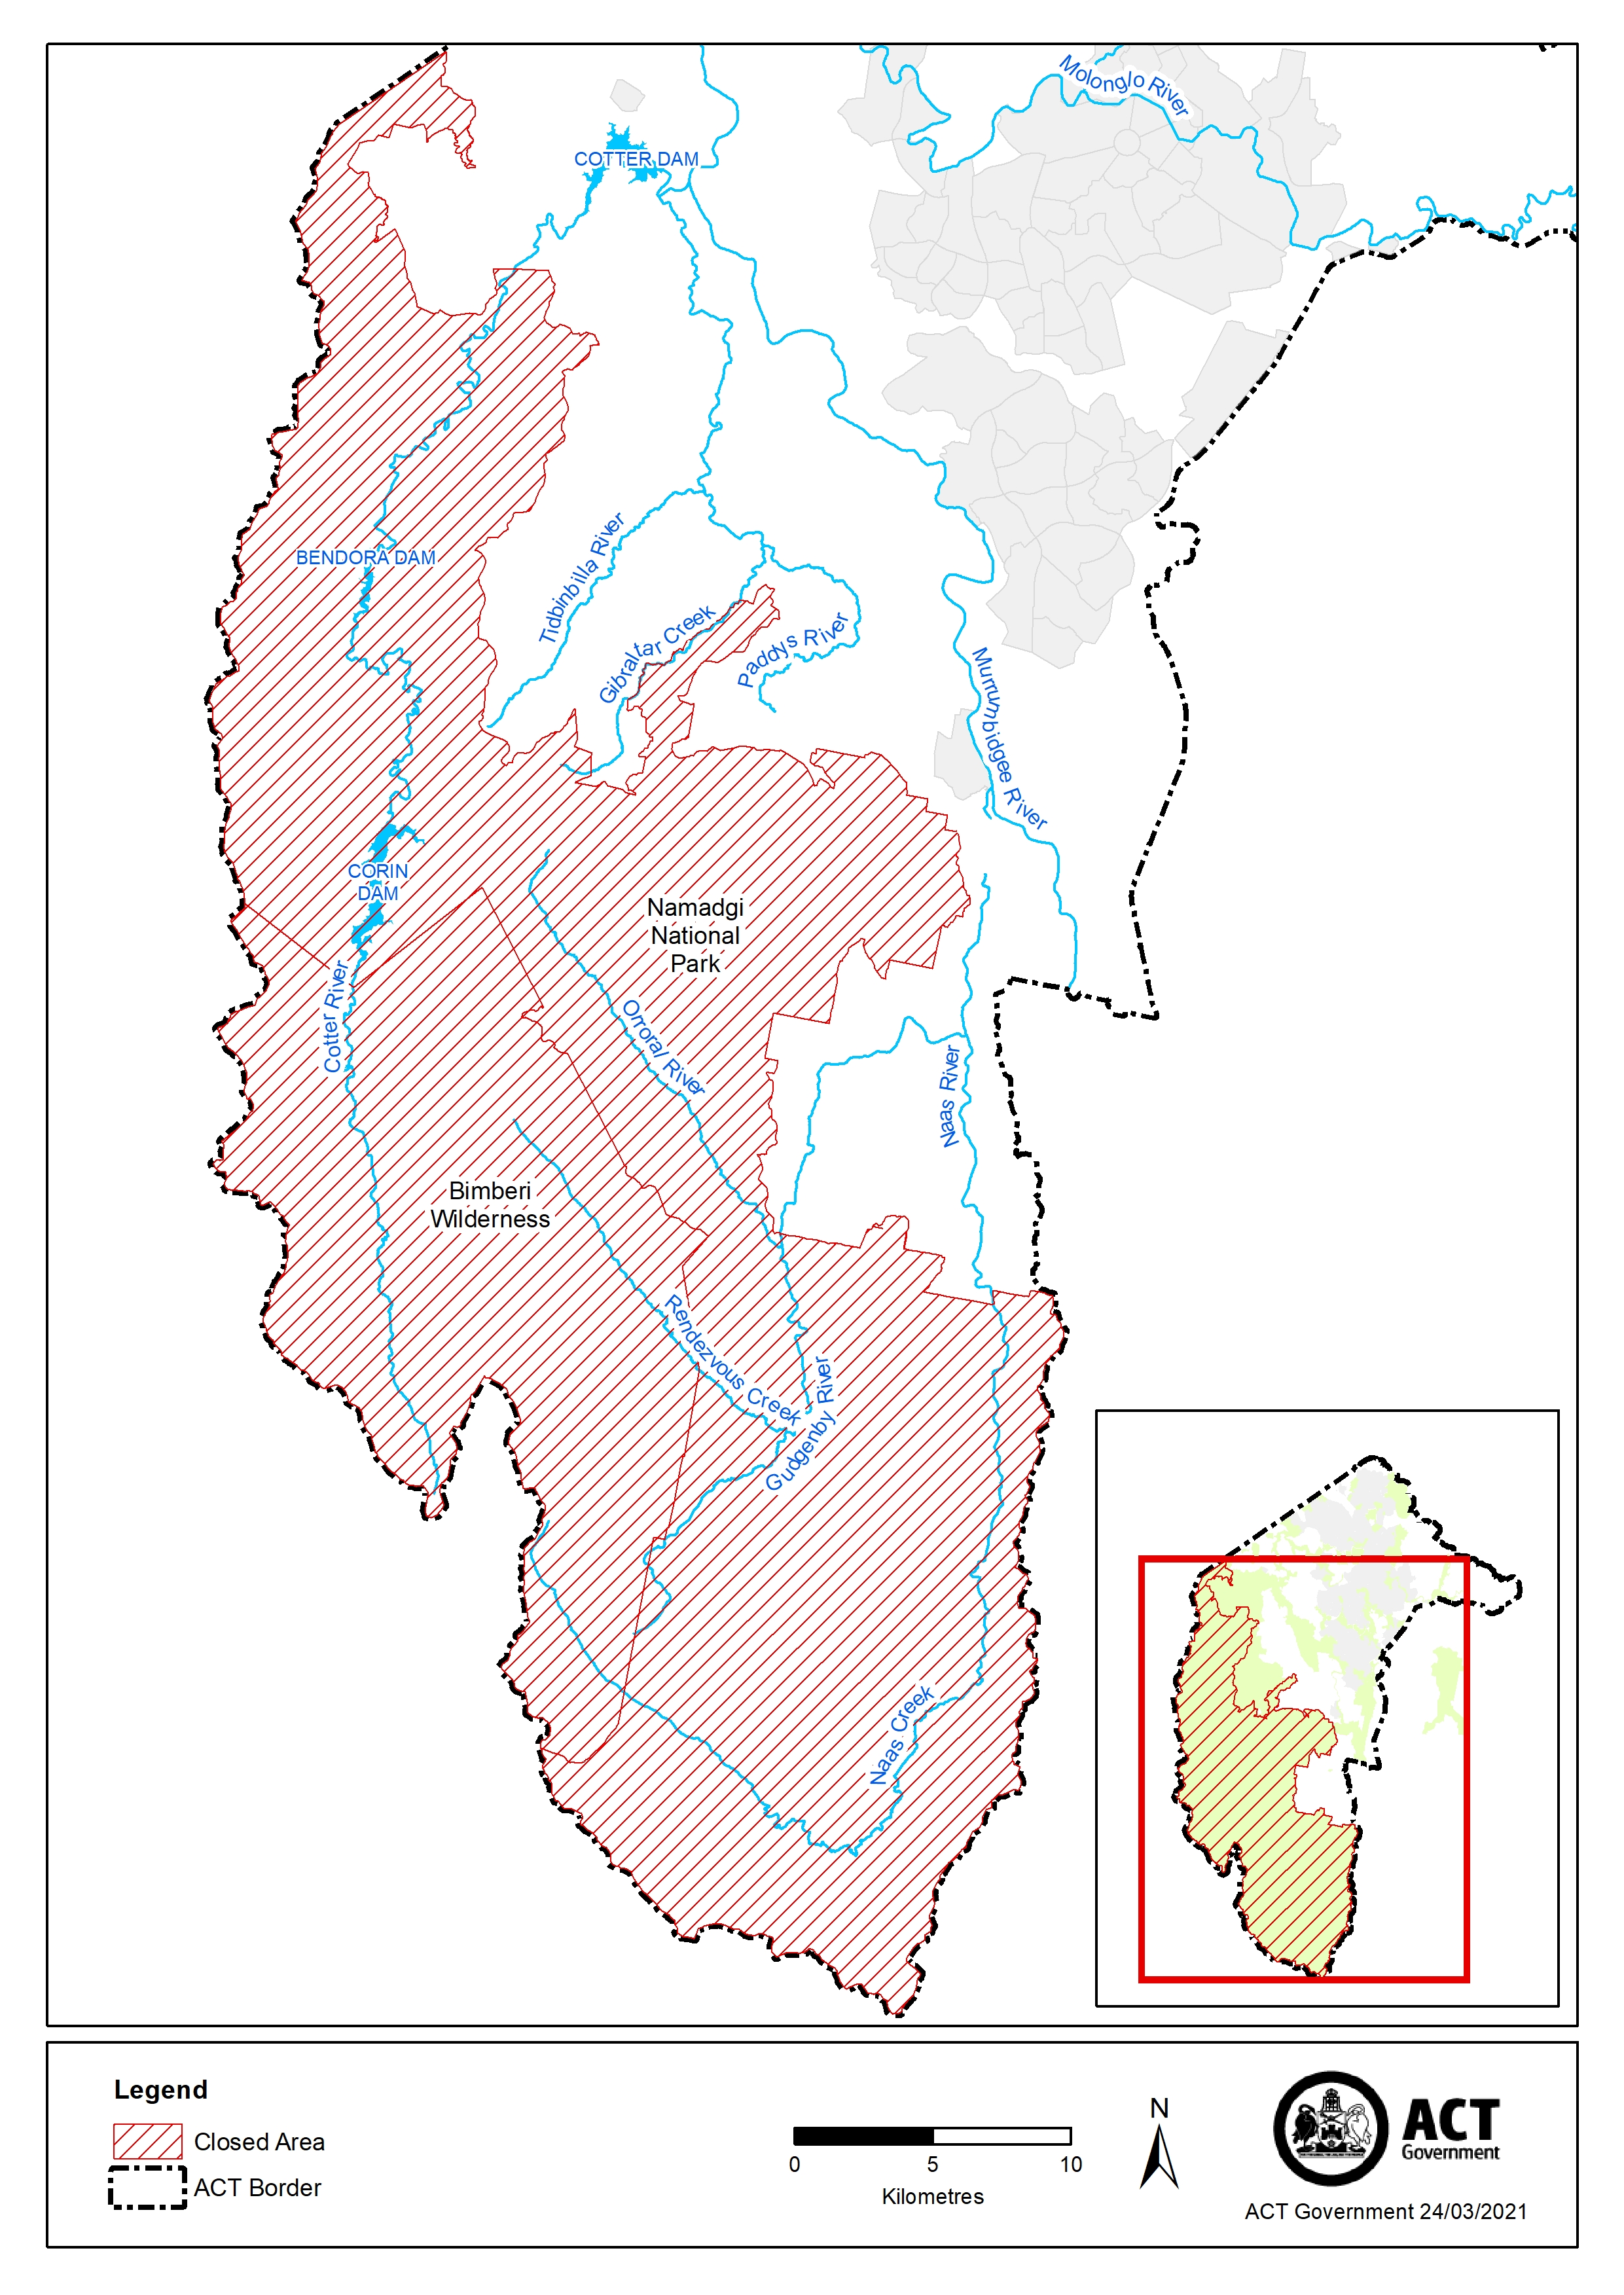 Molonglo River
COTTER DAM
BENDORA DAM
Tidbinbilla River
Gibraltar Creek
Paddys River
Murrumbidgee River
CORIN
DAM
Namadgi
National
Park
Cotter River
Orroral River
Naas River
Bimberi
Wilderness
Rendezvous Creek
Gudgenby River
Naas Creek
Legend
Closed Area
ACT Border
0 5 10
Kilometres
N
ACT
Government
ACT Government 24/03/2021